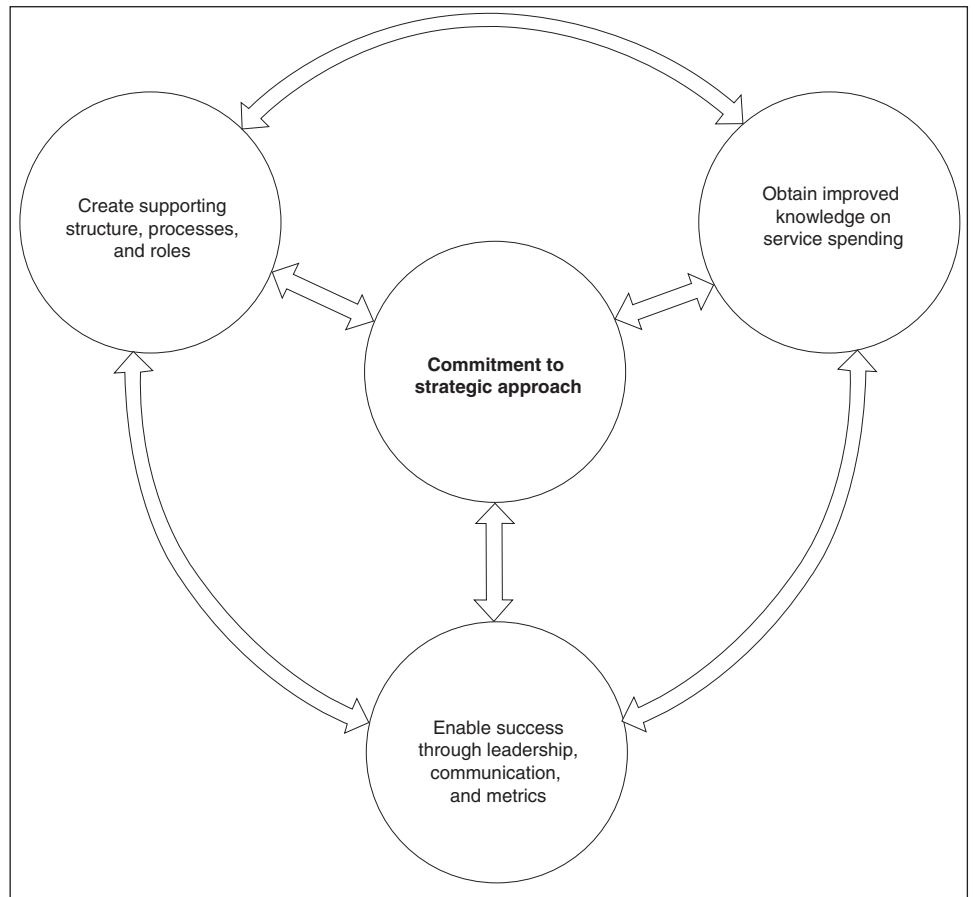 Create supporting
structure, processes,
and roles
Obtain improved
knowledge on
service spending
Commitment to
strategic approach
Enable success
through leadership,
communication,
and metrics